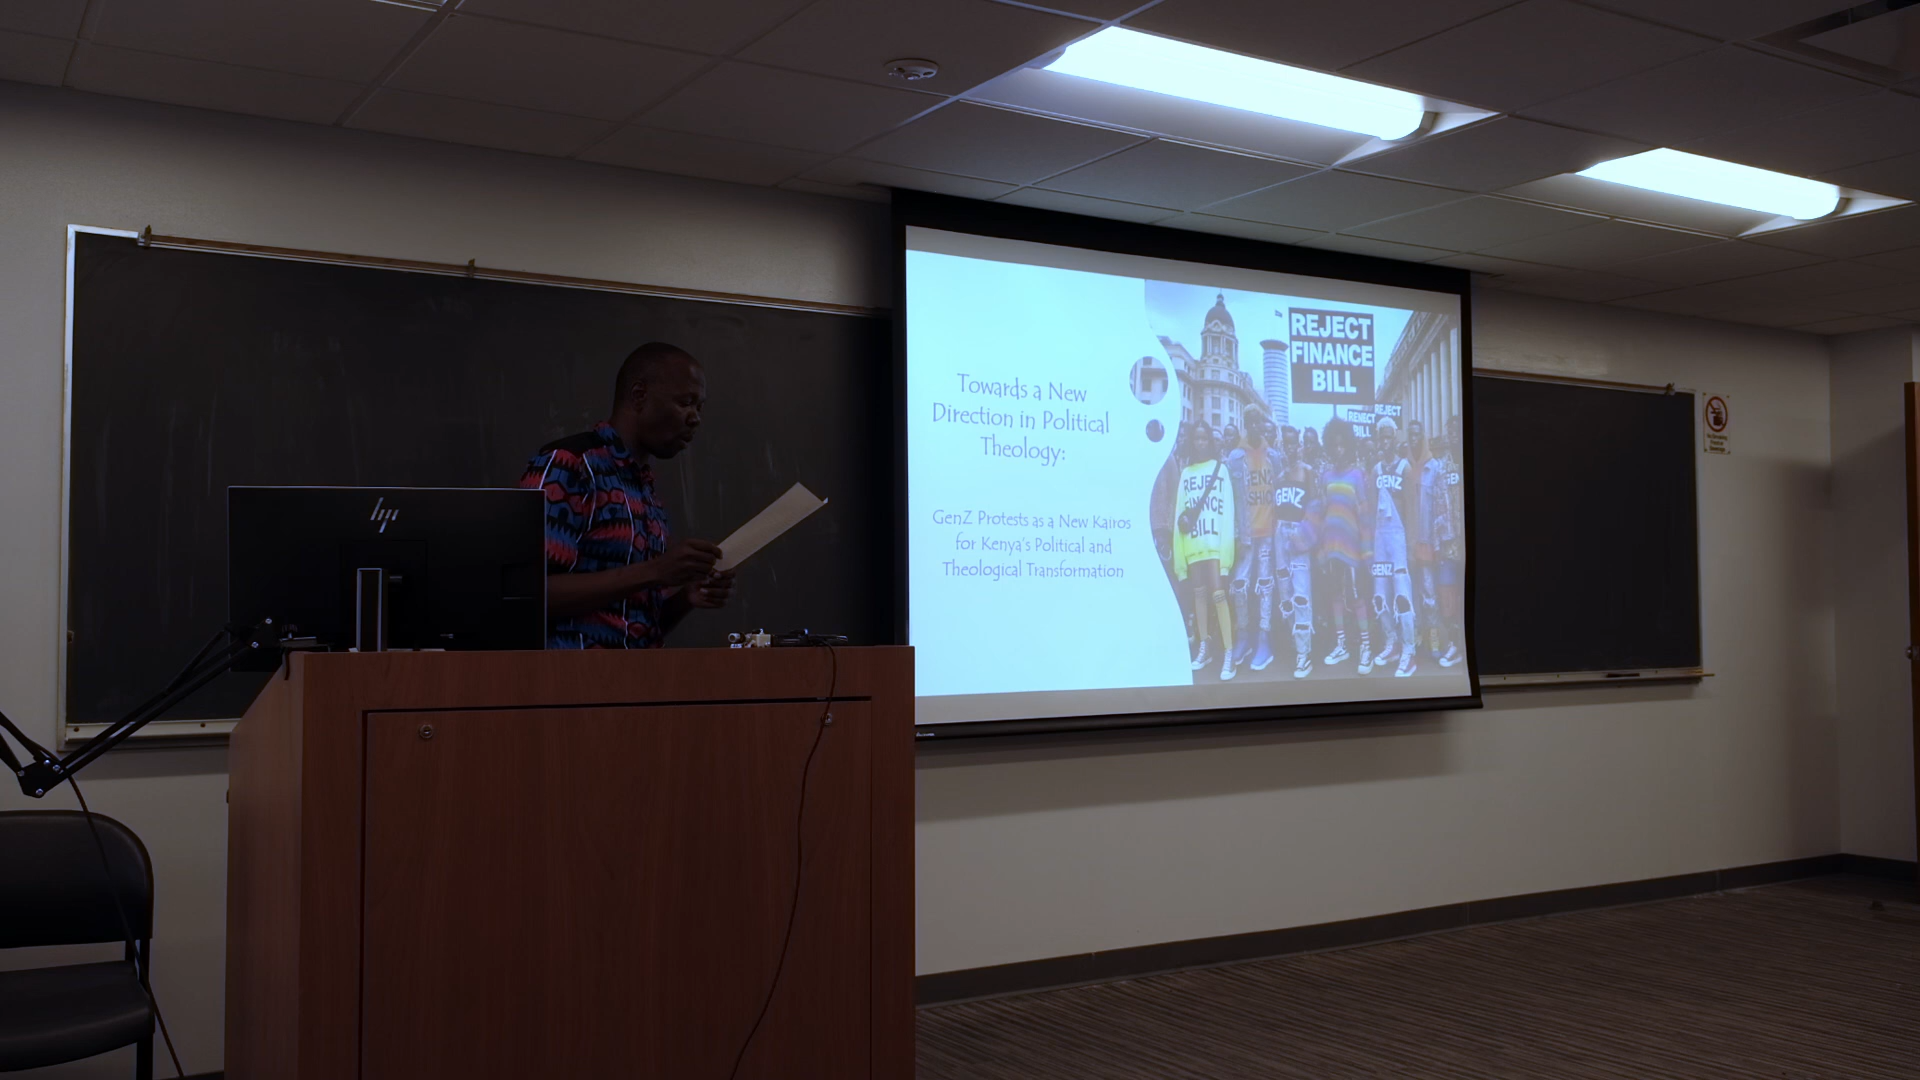 hp
Towards a New
Direction in Political
Theology:
GenZ Protests as a New Kairos
for Kenya's Political and
Theological Transformation
REJECT
FINANCE
BILL
REJECT
BILL
REJECT
REJECT
FINANCE
BILL
GENZ
GENZ
GENZ
GENZ